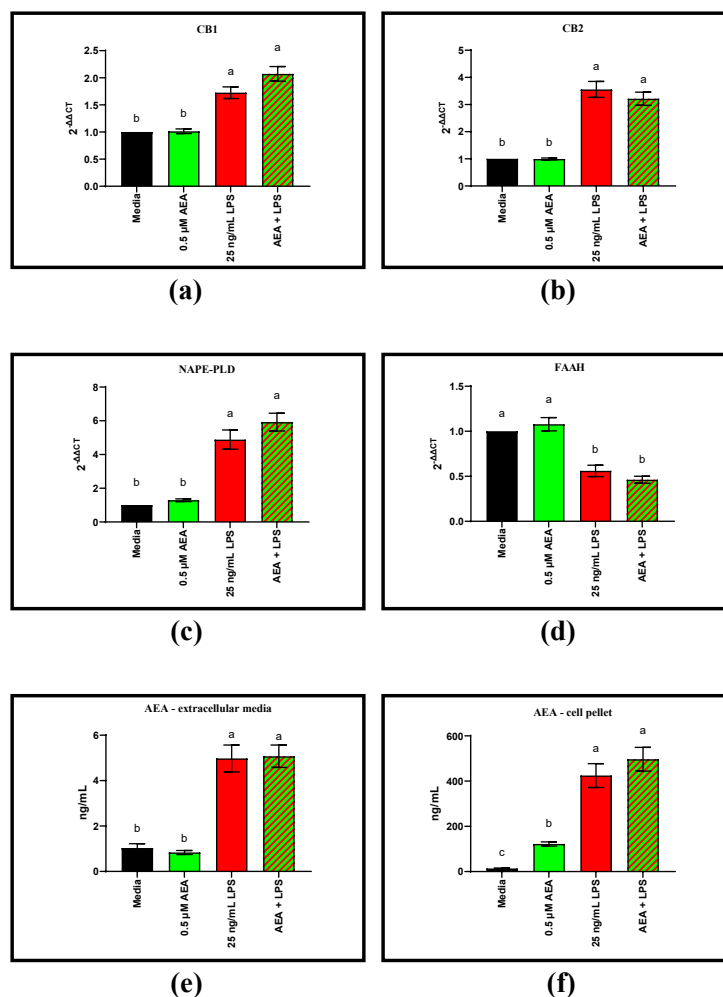 CB1
2.5
2.0
1.5
1.0
0.5
0.0
2^-ΔΔCT
b
b
a
a
Media
0.5 µM AEA
25 ng/mL LPS
AEA + LPS
(a)
CB2
5
4
3
2
1
0
2^-ΔΔCT
b
b
a
a
Media
0.5 µM AEA
25 ng/mL LPS
AEA + LPS
(b)
NAPE-PLD
8
6
4
2
0
2^-ΔΔCT
b
b
a
a
Media
0.5 µM AEA
25 ng/mL LPS
AEA + LPS
(c)
FAAH
1.5
1.0
0.5
0.0
2^-ΔΔCT
a
a
b
b
Media
0.5 µM AEA
25 ng/mL LPS
AEA + LPS
(d)
AEA - extracellular media
6
4
2
0
ng/mL
b
b
a
a
Media
0.5 µM AEA
25 ng/mL LPS
AEA + LPS
(e)
AEA - cell pellet
600
400
200
0
ng/mL
c
b
a
a
Media
0.5 µM AEA
25 ng/mL LPS
AEA + LPS
(f)